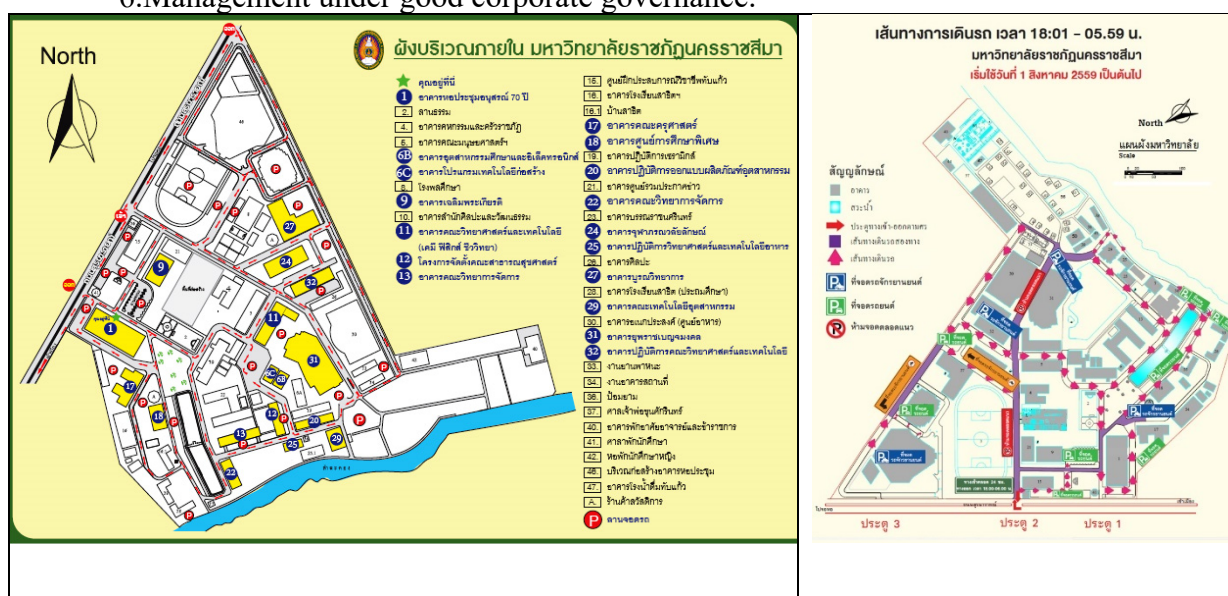 6.Management under good corporate governance.
North
ผังบริเวณภายใน มหาวิทยาลัยราชภัฏนครราชสีมา
คุณอยู่ที่นี่
1 อาคารหอประชุมอนุสรณ์ 70 ปี
2. ลานธรรม
4. อาคารคหกรรมและครัวราชภัฏ
5. อาคารคณะมนุษยศาสตร์ฯ
6B อาคารอุตสาหกรรมศึกษาและอิเล็คทรอนิกส์
6C อาคารโปรแกรมเทคโนโลยีก่อสร้าง
8. โรงพลศึกษา
9 อาคารเฉลิมพระเกียรติ
10. อาคารสำนักศิลปะและวัฒนธรรม
11 อาคารคณะวิทยาศาสตร์และเทคโนโลยี
(เคมี ฟิสิกส์ ชีววิทยา)
12 โครงการจัดตั้งคณะสาธารณสุขศาสตร์
13 อาคารคณะวิทยาการจัดการ
15. ศูนย์ฝึกประสบการณ์วิชาชีพทับแก้ว
16. อาคารโรงเรียนสาธิตฯ
16.1 บ้านสาธิต
17 อาคารคณะครุศาสตร์
18 อาคารศูนย์การศึกษาพิเศษ
19. อาคารปฏิบัติการเซรามิกส์
20 อาคารปฏิบัติการออกแบบผลิตภัณฑ์อุตสาหกรรม
21. อาคารศูนย์รวมประกาศข่าว
22 อาคารคณะวิทยาการจัดการ
23. อาคารบรรณราชนครินทร์
24 อาคารจุฬาภรณวลัยลักษณ์
25 อาคารปฏิบัติการวิทยาศาสตร์และเทคโนโลยีอาหาร
26. อาคารศิลปะ
27 อาคารบูรณวิทยาการ
28. อาคารโรงเรียนสาธิต (ประถมศึกษา)
29 อาคารคณะเทคโนโลยีอุตสาหกรรม
30. อาคารอเนกประสงค์ (ศูนย์อาหาร)
31 อาคารยุพราชเบญจมงคล
32 อาคารปฏิบัติการคณะวิทยาศาสตร์และเทคโนโลยี
33. งานยานพาหนะ
34. งานอาคารสถานที่
36. ป้อมยาม
37. ศาลเจ้าพ่อขุนศักรินทร์
40. อาคารพักอาศัยอาจารย์และข้าราชการ
41. ศาลาพักนักศึกษา
42. หอพักนักศึกษาหญิง
46. บริเวณก่อสร้างอาคารหอประชุม
47. อาคารโรงน้ำดื่มทับแก้ว
A. ร้านค้าสวัสดิการ
P ลานจอดรถ
เส้นทางการเดินรถ เวลา 18:01 - 05.59 น.
มหาวิทยาลัยราชภัฏนครราชสีมา
เริ่มใช้วันที่ 1 สิงหาคม 2559 เป็นต้นไป
North
แผนผังมหาวิทยาลัย
Scale
สัญญลักษณ์
อาคาร
สระน้ำ
ประตูทางเข้า-ออกตามศร
เส้นทางเดินรถสองทาง
เส้นทางเดินรถ
ที่จอดรถจักรยานยนต์
ที่จอดรถยนต์
ห้ามจอดตลอดแนว
ประตู 3
ประตู 2
ประตู 1